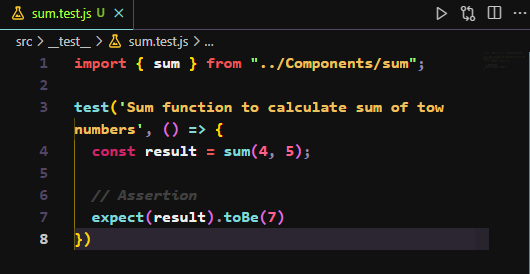 sum.test.js U ×
src > __test__ > sum.test.js > ...
1 import { sum } from "../Components/sum";
2
3 test('Sum function to calculate sum of tow
numbers', () => {
4 const result = sum(4, 5);
5
6 // Assertion
7 expect(result).toBe(7)
8 })